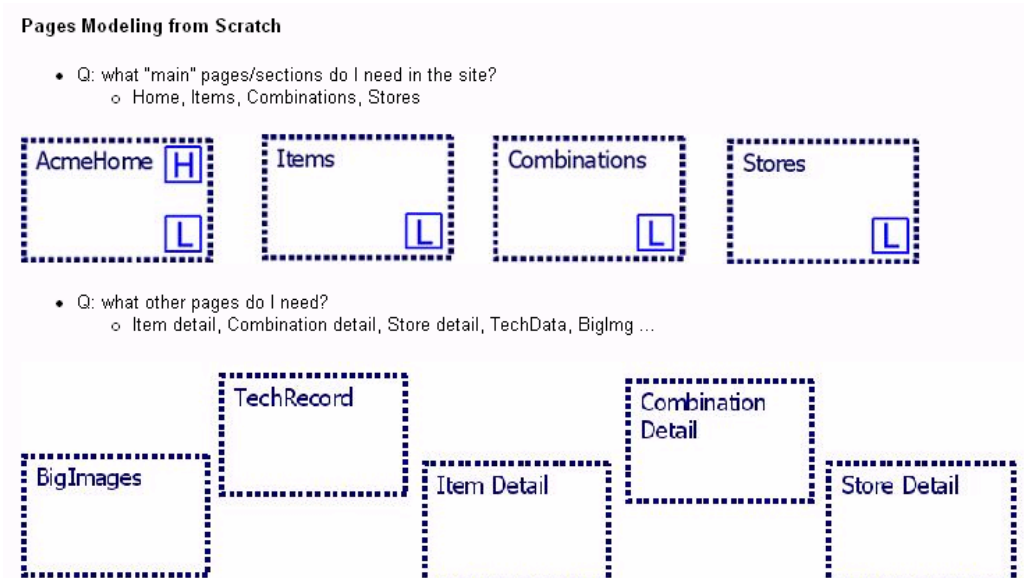 Pages Modeling from Scratch
• Q: what "main" pages/sections do I need in the site?
o Home, Items, Combinations, Stores
AcmeHome H
L
Items
L
Combinations
L
Stores
L
• Q: what other pages do I need?
o Item detail, Combination detail, Store detail, TechData, BigImg ...
BigImages
TechRecord
Item Detail
Combination
Detail
Store Detail